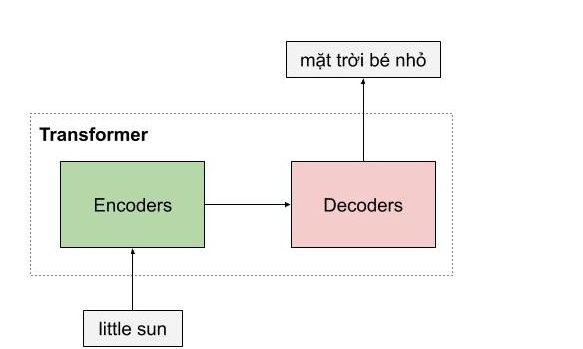 mặt trời bé nhỏ
Transformer
Encoders
Decoders
little sun